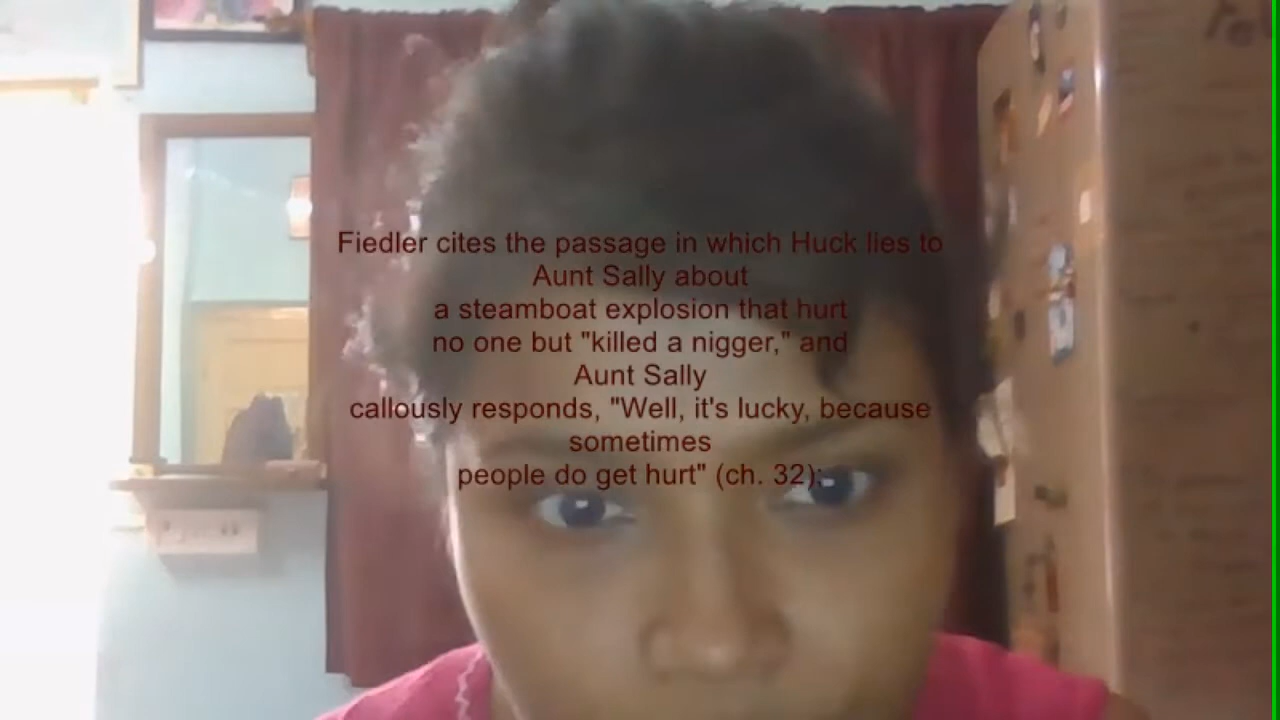 Fiedler cites the passage in which Huck lies to
Aunt Sally about
a steamboat explosion that hurt
no one but "killed a nigger," and
Aunt Sally
callously responds, "Well, it's lucky, because
sometimes
people do get hurt" (ch. 32);